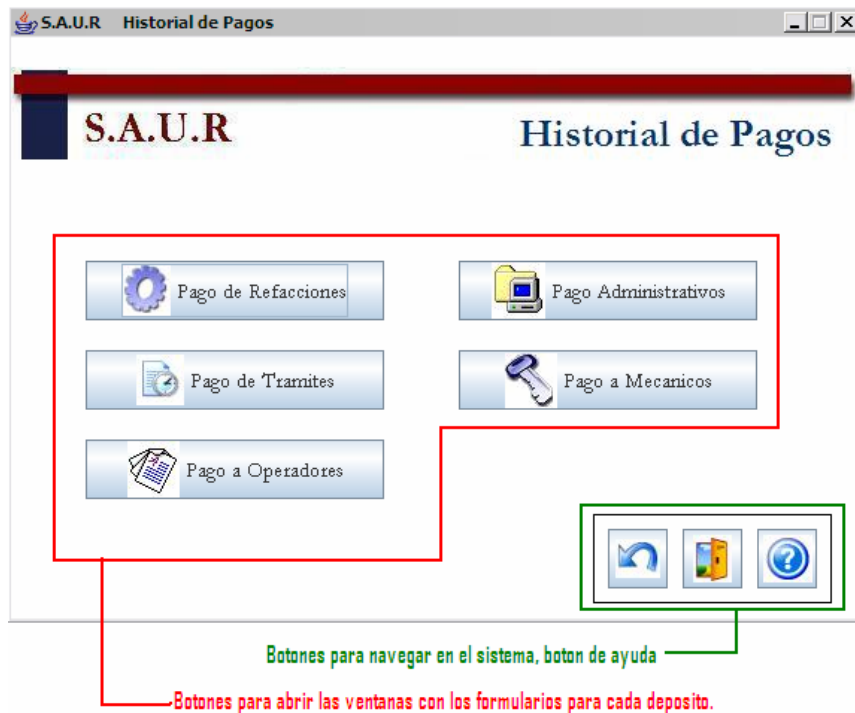 S.A.U.R Historial de Pagos
S.A.U.R
Historial de Pagos
Pago de Refacciones
Pago Administrativos
Pago de Tramites
Pago a Mecanicos
Pago a Operadores
Botones para navegar en el sistema, boton de ayuda
Botones para abrir las ventanas con los formularios para cada deposito.